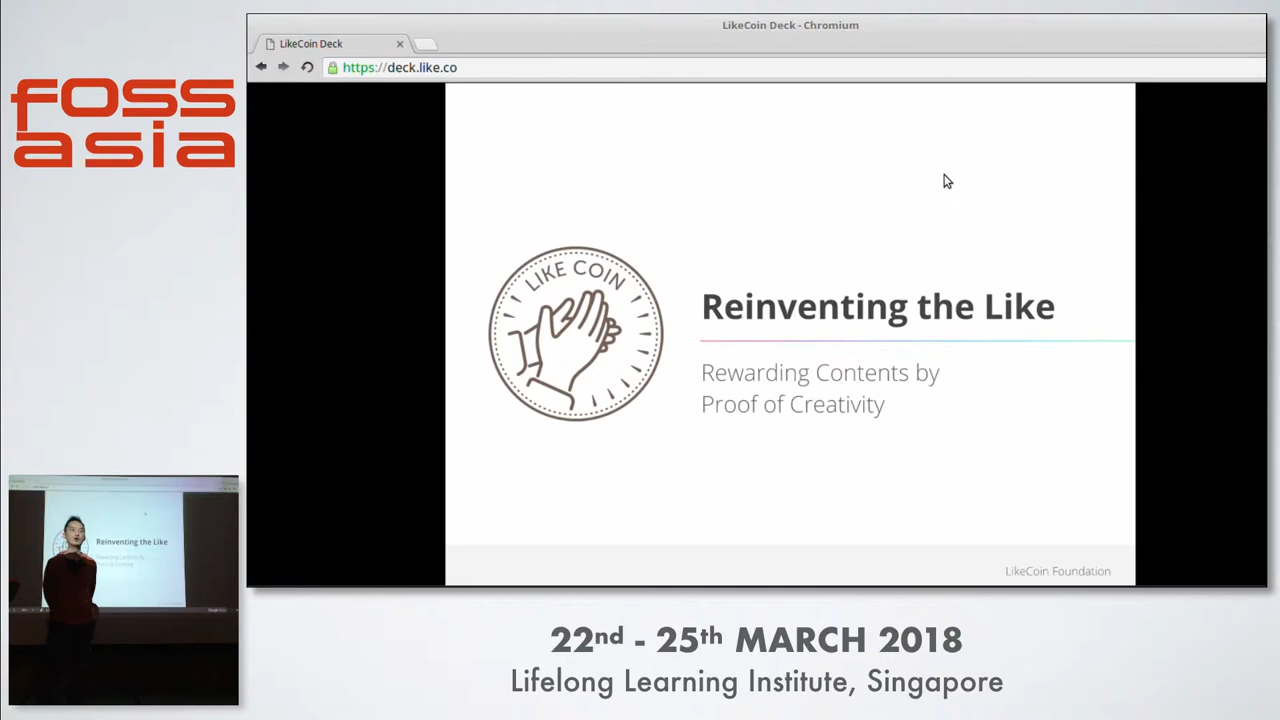 foss
asia
LikeCoin Deck - Chromium
LikeCoin Deck
https://deck.like.co
LIKE COIN
Reinventing the Like
Rewarding Contents by
Proof of Creativity
LikeCoin Foundation
Reinventing the Like
22nd - 25th MARCH 2018
Lifelong Learning Institute, Singapore